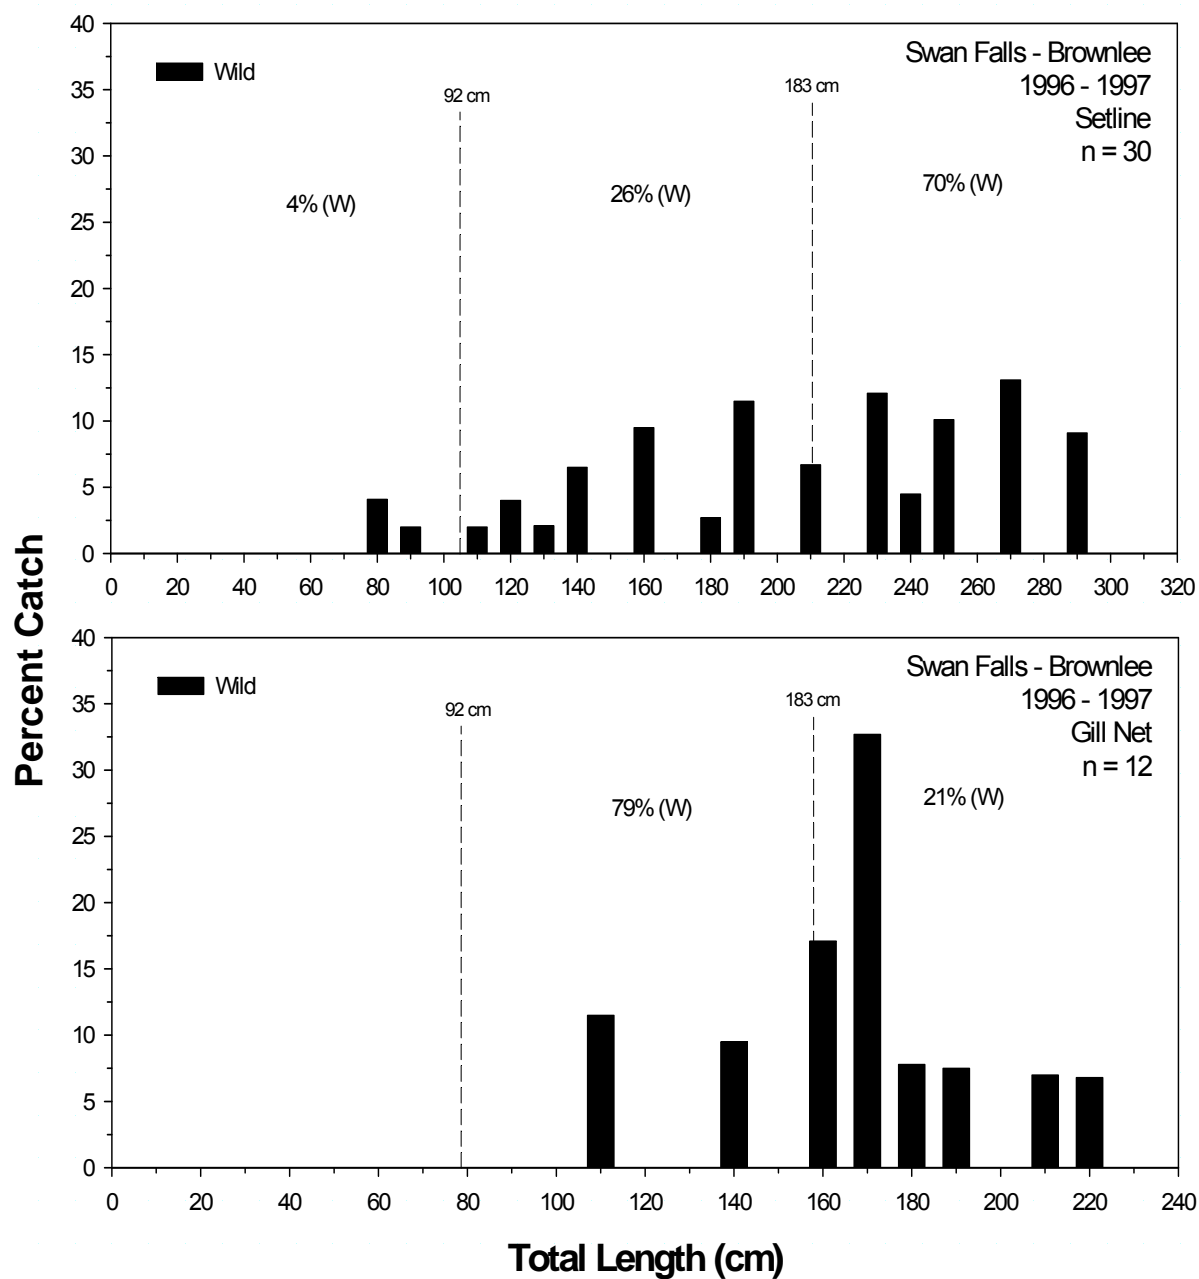 Percent Catch
40
35
30
25
20
15
10
5
0
Wild
92 cm
183 cm
Swan Falls - Brownlee
1996 - 1997
Setline
n = 30
4% (W)
26% (W)
70% (W)
0 20 40 60 80 100 120 140 160 180 200 220 240 260 280 300 320
40
35
30
25
20
15
10
5
0
Wild
92 cm
183 cm
Swan Falls - Brownlee
1996 - 1997
Gill Net
n = 12
79% (W)
21% (W)
0 20 40 60 80 100 120 140 160 180 200 220 240
Total Length (cm)